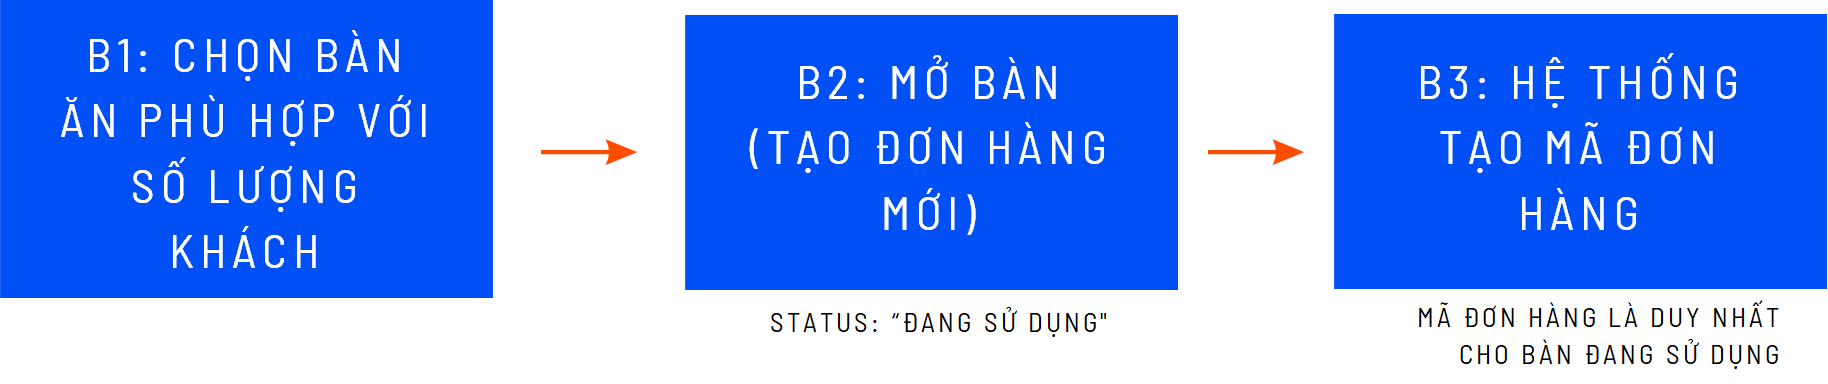 B1: CHỌN BÀN
ĂN PHÙ HỢP VỚI
SỐ LƯỢNG
KHÁCH
B2: MỞ BÀN
(TẠO ĐƠN HÀNG
MỚI)
STATUS: “ĐANG SỬ DỤNG"
B3: HỆ THỐNG
TẠO MÃ ĐƠN
HÀNG
MÃ ĐƠN HÀNG LÀ DUY NHẤT
CHO BÀN ĐANG SỬ DỤNG